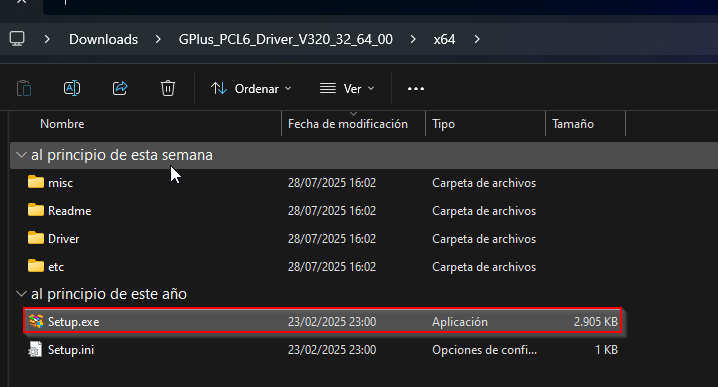 Downloads > GPlus_PCL6_Driver_V320_32_64_00 > x64 >
Ordenar Ver ...
Nombre Fecha de modificación Tipo Tamaño
al principio de esta semana
misc 28/07/2025 16:02 Carpeta de archivos
Readme 28/07/2025 16:02 Carpeta de archivos
Driver 28/07/2025 16:02 Carpeta de archivos
etc 28/07/2025 16:02 Carpeta de archivos
al principio de este año
Setup.exe 23/02/2025 23:00 Aplicación 2.905 KB
Setup.ini 23/02/2025 23:00 Opciones de confi... 1 KB